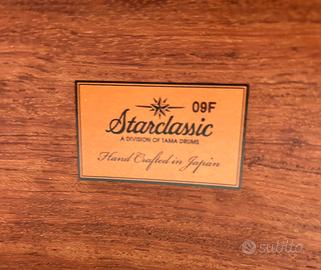 09F
Starclassic
A DIVISION OF TAMA DRUMS
Hand Crafted in Japan
subito